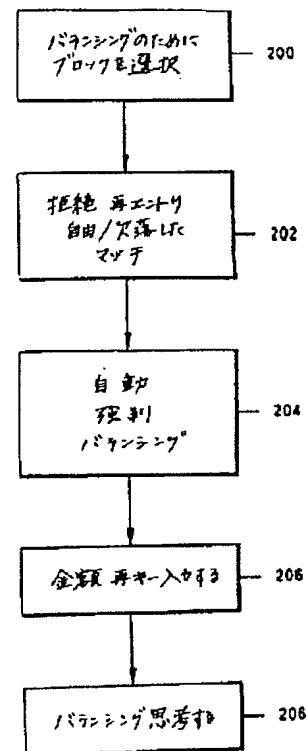 バランシングのために
ブロックを選択
200
拒絶 再エントリ
自由/欠落した
マッチ
202
自動
強制
バランシング
204
金額 再キー入力する
206
バランシング思考する
206